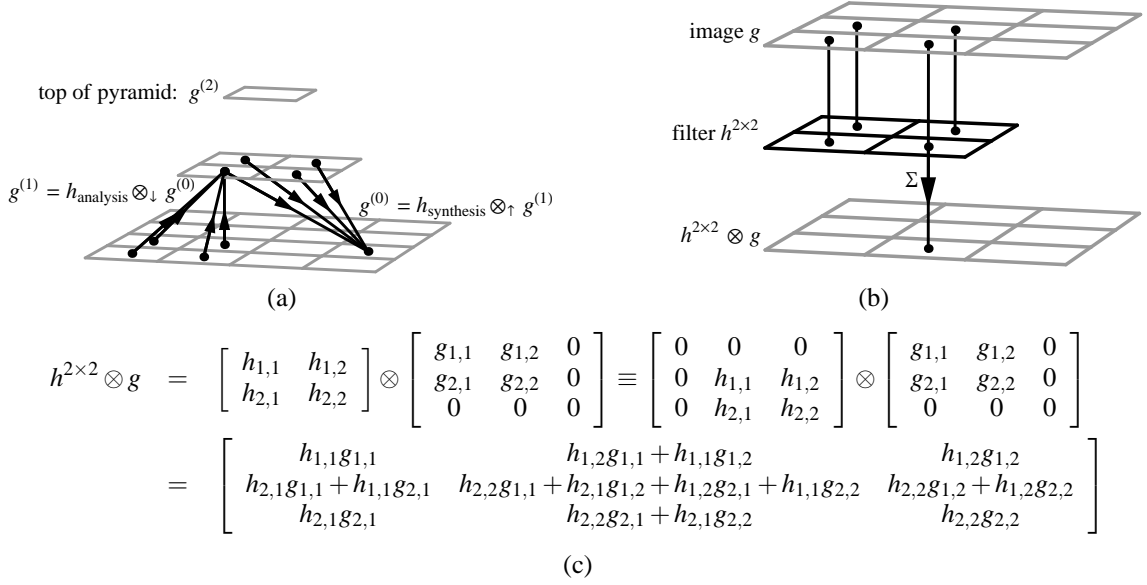 top of pyramid: g^{(2)}
g^{(1)} = h_{analysis} ⊗_↓ g^{(0)}
g^{(0)} = h_{synthesis} ⊗_↑ g^{(1)}
(a)
image g
filter h^{2×2}
Σ
h^{2×2} ⊗ g
(b)
h^{2×2} ⊗ g = [ h_{1,1} h_{1,2} ; h_{2,1} h_{2,2} ] ⊗ [ g_{1,1} g_{1,2} 0 ; g_{2,1} g_{2,2} 0 ; 0 0 0 ] ≡ [ 0 0 0 ; 0 h_{1,1} h_{1,2} ; 0 h_{2,1} h_{2,2} ] ⊗ [ g_{1,1} g_{1,2} 0 ; g_{2,1} g_{2,2} 0 ; 0 0 0 ]
= [ h_{1,1}g_{1,1} h_{1,2}g_{1,1} + h_{1,1}g_{1,2} h_{1,2}g_{1,2} ; h_{2,1}g_{1,1} + h_{1,1}g_{2,1} h_{2,2}g_{1,1} + h_{2,1}g_{1,2} + h_{1,2}g_{2,1} + h_{1,1}g_{2,2} h_{2,2}g_{1,2} + h_{1,2}g_{2,2} ; h_{2,1}g_{2,1} h_{2,2}g_{2,1} + h_{2,1}g_{2,2} h_{2,2}g_{2,2} ]
(c)